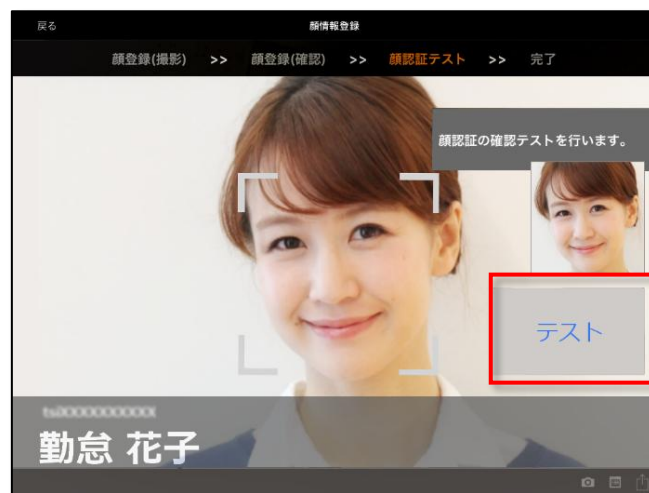 戻る
顔情報登録
顔登録(撮影) >> 顔登録(確認) >> 顔認証テスト >> 完了
顔認証の確認テストを行います。
テスト
勤怠 花子